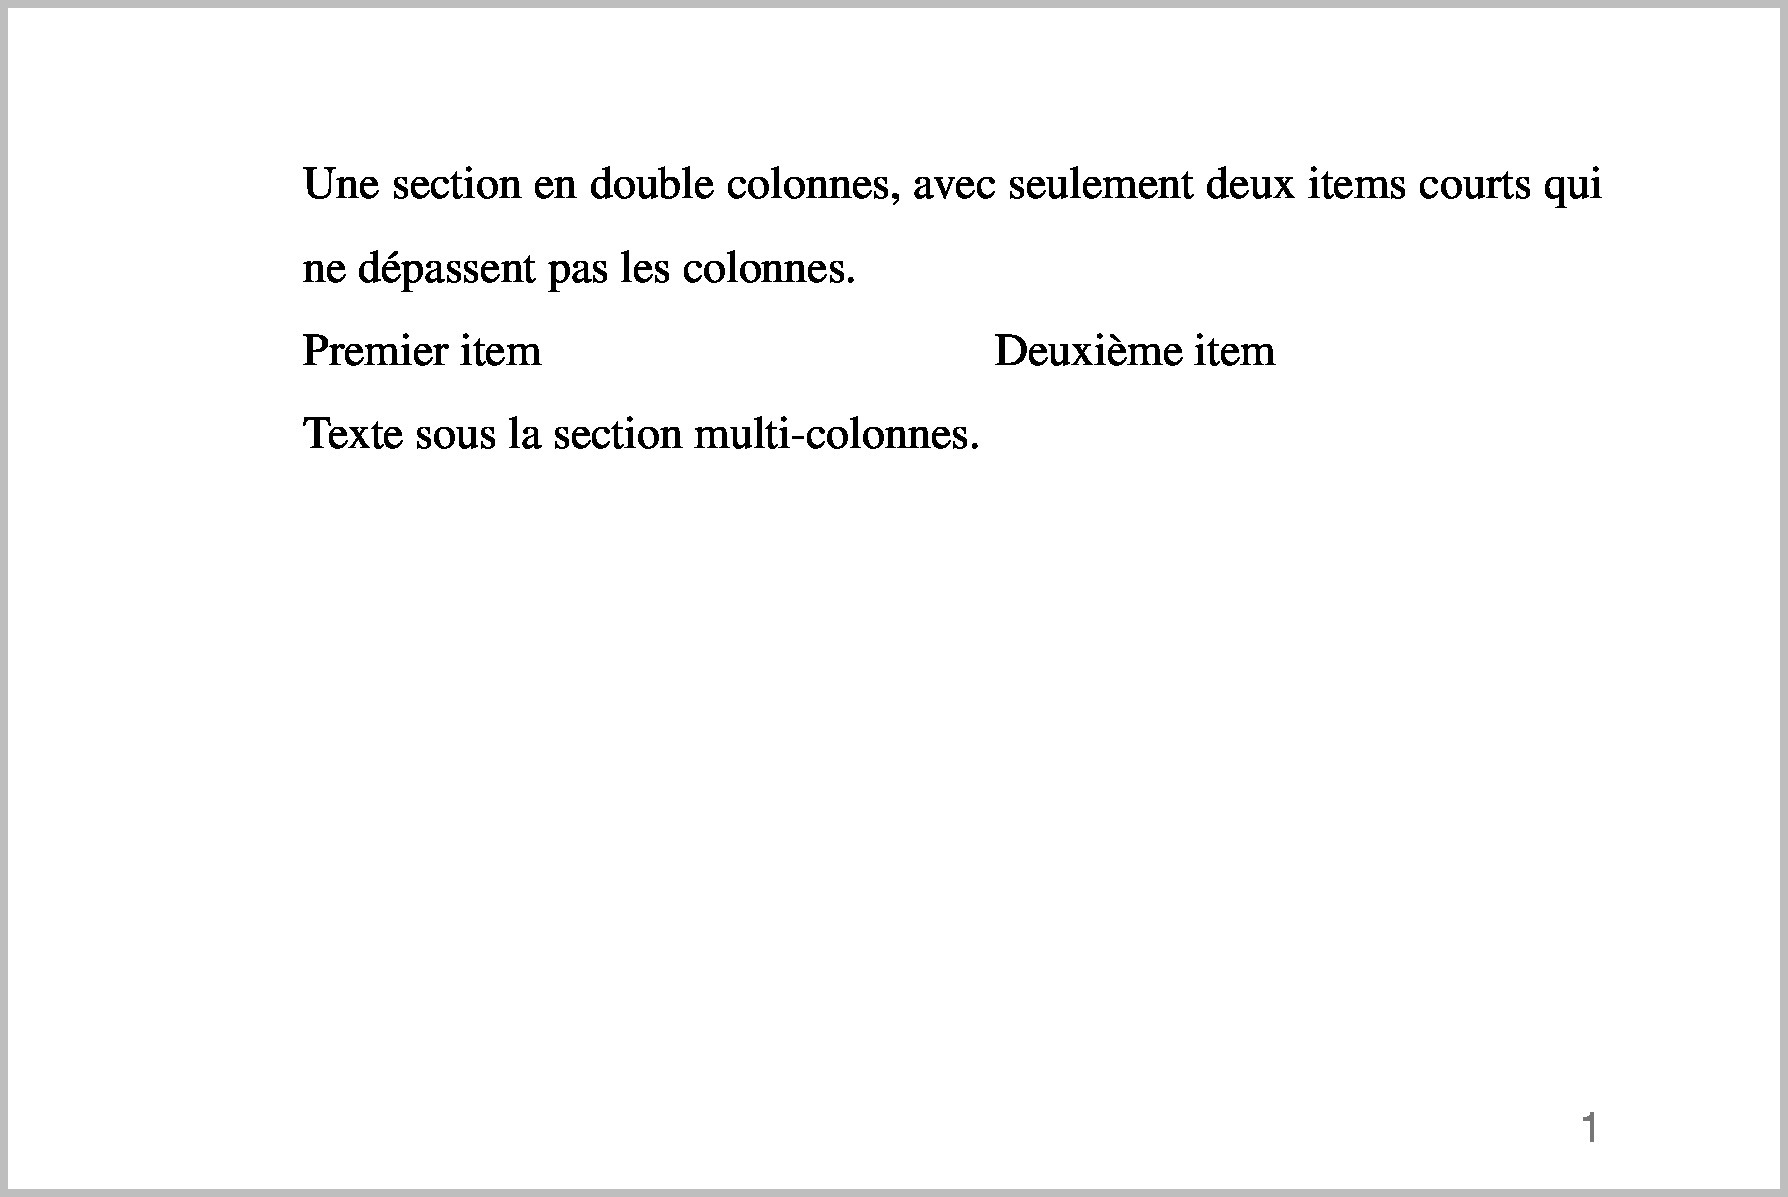 Une section en double colonnes, avec seulement deux items courts qui
ne dépassent pas les colonnes.
Premier item Deuxième item
Texte sous la section multi-colonnes.
1